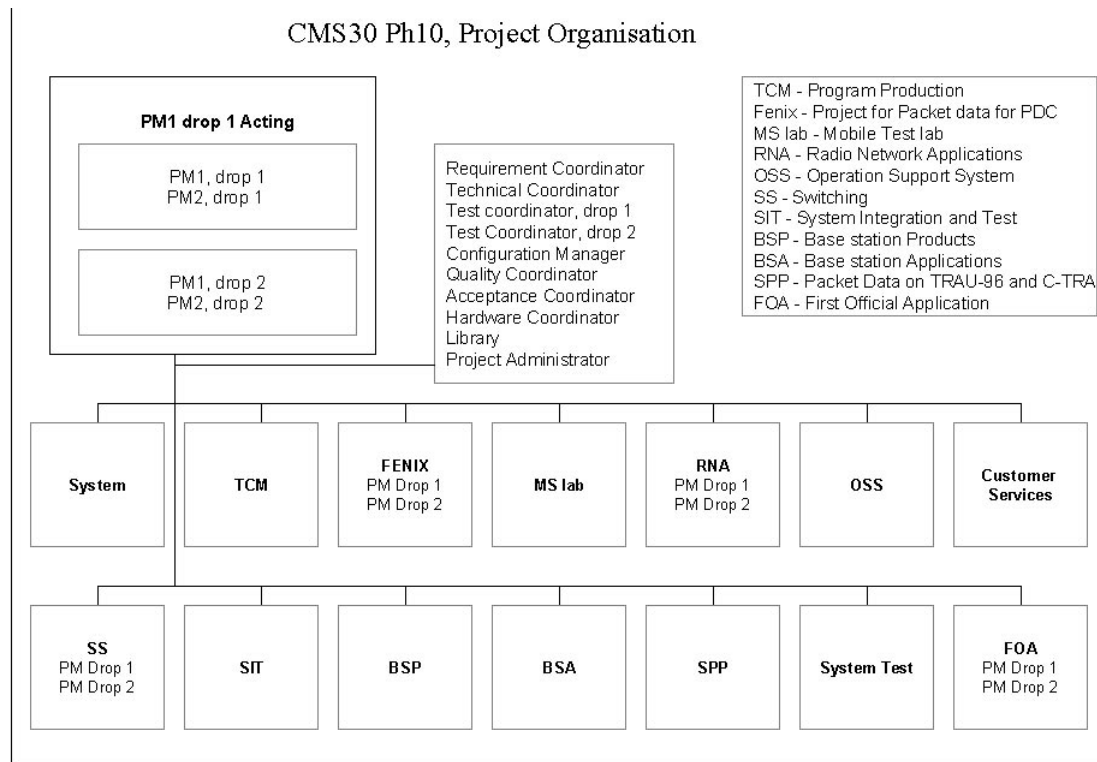 CMS30 Ph10, Project Organisation
PM1 drop 1 Acting
PM1, drop 1
PM2, drop 1
PM1, drop 2
PM2, drop 2
Requirement Coordinator
Technical Coordinator
Test coordinator, drop 1
Test Coordinator, drop 2
Configuration Manager
Quality Coordinator
Acceptance Coordinator
Hardware Coordinator
Library
Project Administrator
TCM - Program Production
Fenix - Project for Packet data for PDC
MS lab - Mobile Test lab
RNA - Radio Network Applications
OSS - Operation Support System
SS - Switching
SIT - System Integration and Test
BSP - Base station Products
BSA - Base station Applications
SPP - Packet Data on TRAU-96 and C-TRA
FOA - First Official Application
System
TCM
FENIX
PM Drop 1
PM Drop 2
MS lab
RNA
PM Drop 1
PM Drop 2
OSS
Customer
Services
SS
PM Drop 1
PM Drop 2
SIT
BSP
BSA
SPP
System Test
FOA
PM Drop 1
PM Drop 2